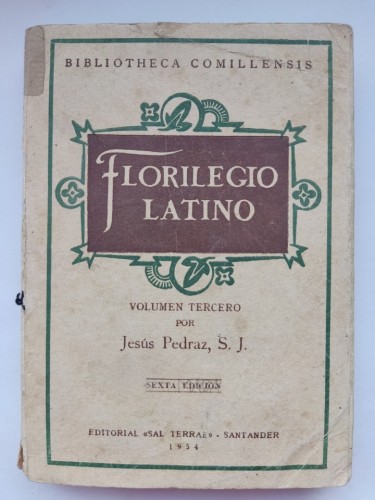 BIBLIOTHECA COMILLENSIS
FLORILEGIO
LATINO
VOLUMEN TERCERO
POR
Jesús Pedraz, S. J.
SEXTA EDICION
EDITORIAL «SAL TERRAE» - SANTANDER
1954